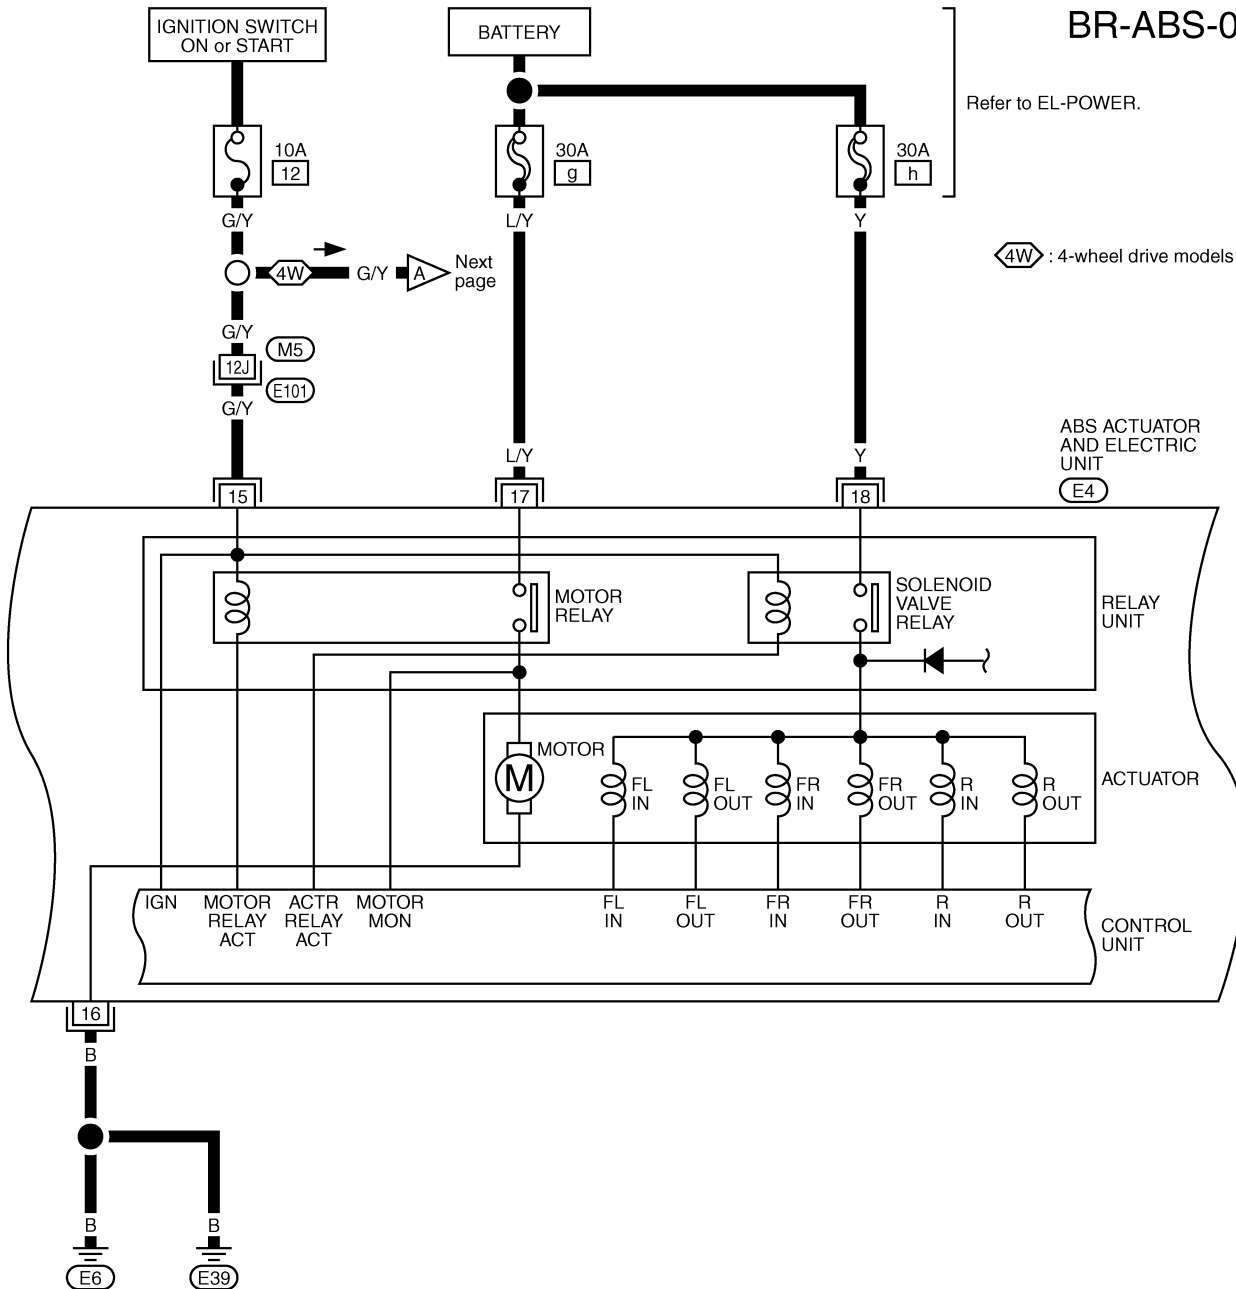 BR-ABS-0
IGNITION SWITCH
ON or START
BATTERY
Refer to EL-POWER.
10A
12
30A
g
30A
h
G/Y
L/Y
Y
4W
G/Y
A
Next
page
4W : 4-wheel drive models
G/Y
M5
12J
E101
G/Y
L/Y
Y
ABS ACTUATOR
AND ELECTRIC
UNIT
E4
15
17
18
MOTOR
RELAY
SOLENOID
VALVE
RELAY
RELAY
UNIT
MOTOR
M
FL
IN
FL
OUT
FR
IN
FR
OUT
R
IN
R
OUT
ACTUATOR
IGN
MOTOR
RELAY
ACT
ACTR
RELAY
ACT
MOTOR
MON
FL
IN
FL
OUT
FR
IN
FR
OUT
R
IN
R
OUT
CONTROL
UNIT
16
B
B
B
E6
E39